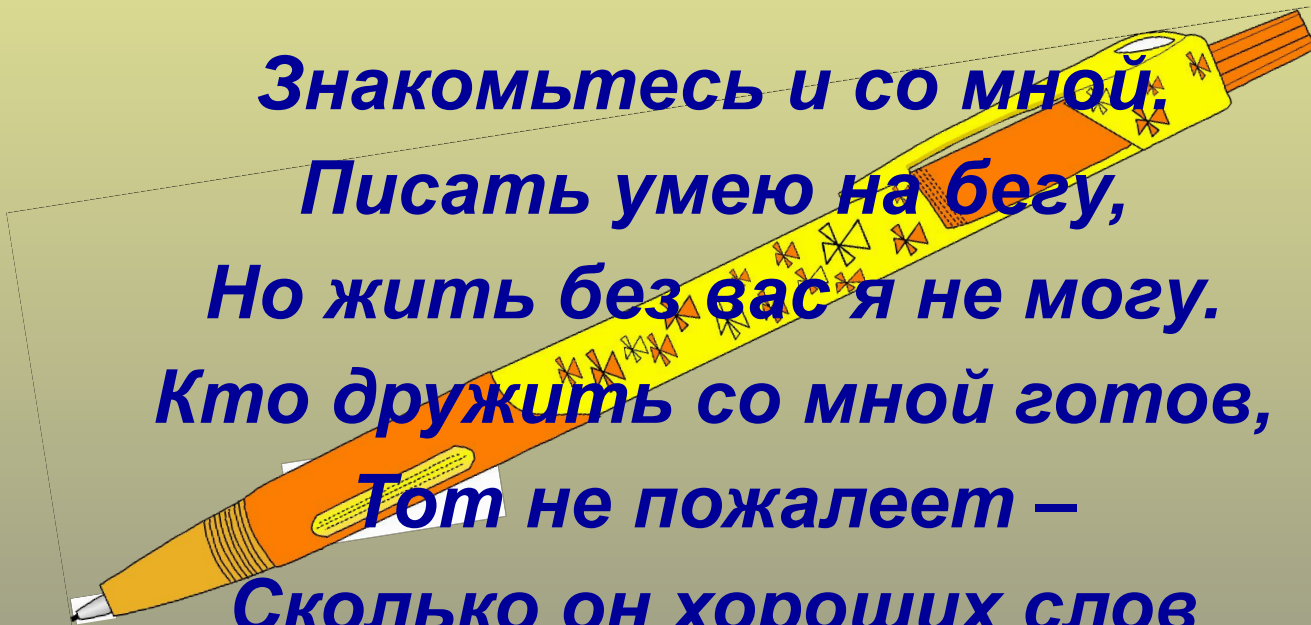 Знакомьтесь и со мной.
Писать умею на бегу,
Но жить без вас я не могу.
Кто дружить со мной готов,
Тот не пожалеет –
Сколько он хороших слов